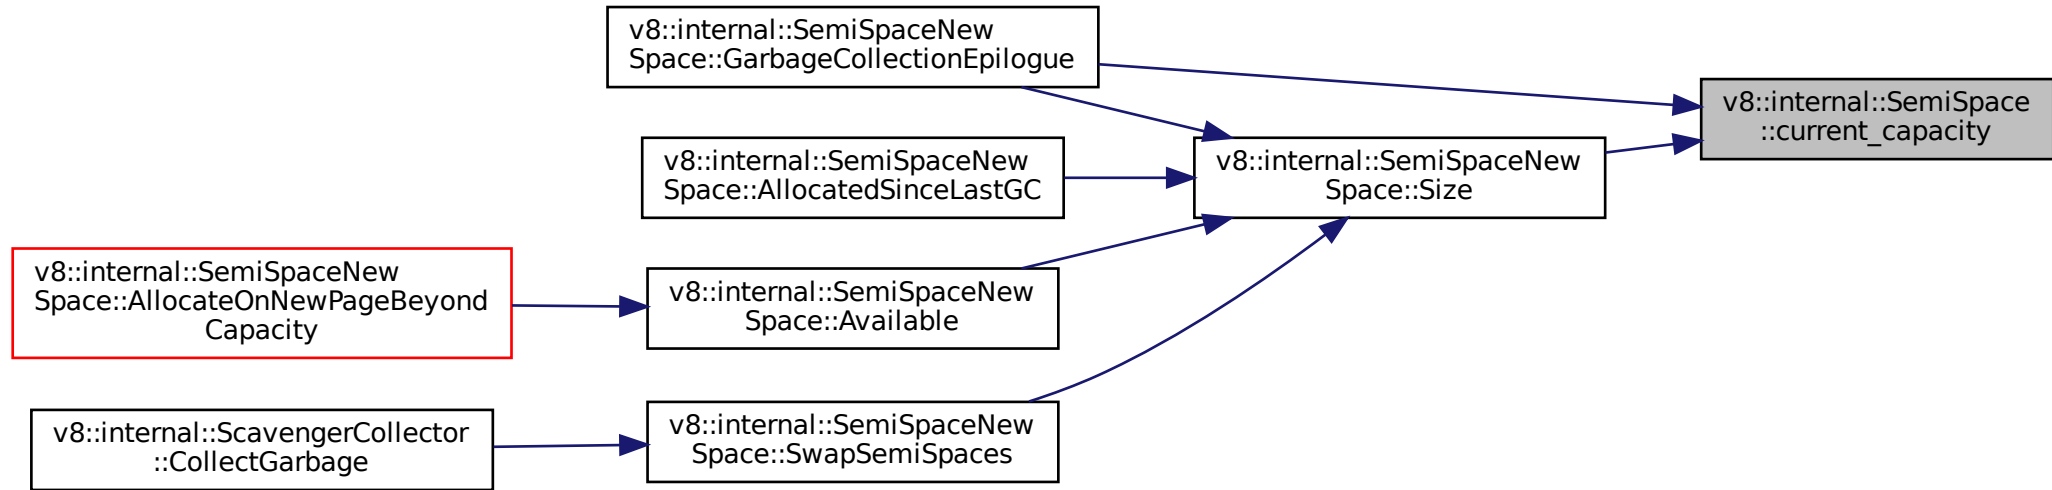 v8::internal::SemiSpaceNew
Space::GarbageCollectionEpilogue
v8::internal::SemiSpace
::current_capacity
v8::internal::SemiSpaceNew
Space::AllocatedSinceLastGC
v8::internal::SemiSpaceNew
Space::Size
v8::internal::SemiSpaceNew
Space::AllocateOnNewPageBeyond
Capacity
v8::internal::SemiSpaceNew
Space::Available
v8::internal::ScavengerCollector
::CollectGarbage
v8::internal::SemiSpaceNew
Space::SwapSemiSpaces